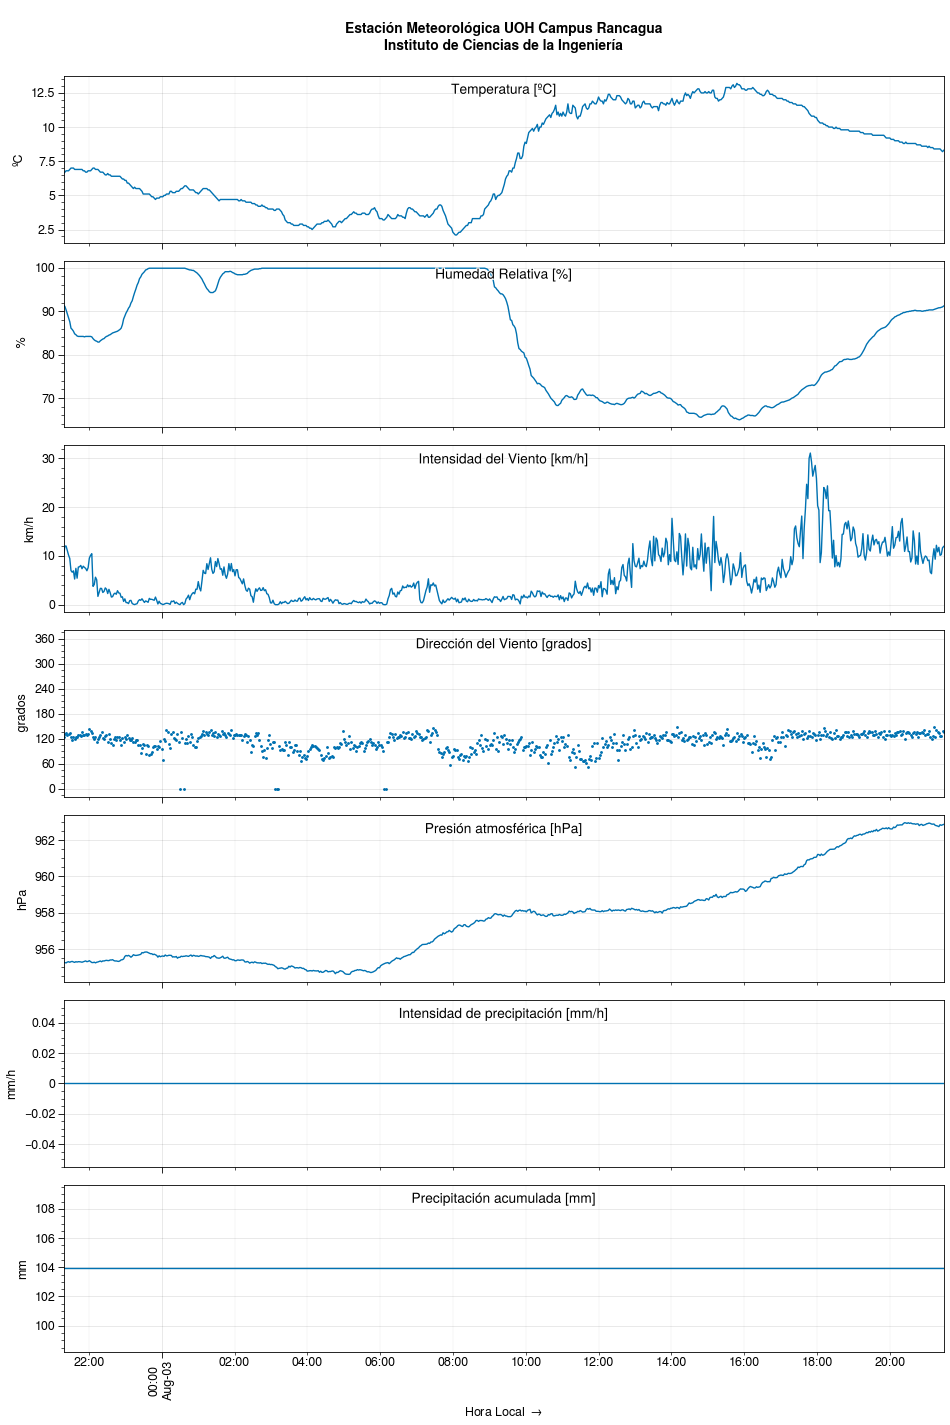 Estación Meteorológica UOH Campus Rancagua
Instituto de Ciencias de la Ingeniería
Temperatura [ºC]
12.5
10
7.5
5
2.5
ºC
Humedad Relativa [%]
100
90
80
70
%
Intensidad del Viento [km/h]
30
20
10
0
km/h
Dirección del Viento [grados]
360
300
240
180
120
60
0
grados
Presión atmosférica [hPa]
962
960
958
956
hPa
Intensidad de precipitación [mm/h]
0.04
0.02
0
−0.02
−0.04
mm/h
Precipitación acumulada [mm]
108
106
104
102
100
mm
22:00
00:00
Aug-03
02:00
04:00
06:00
08:00
10:00
12:00
14:00
16:00
18:00
20:00
Hora Local →